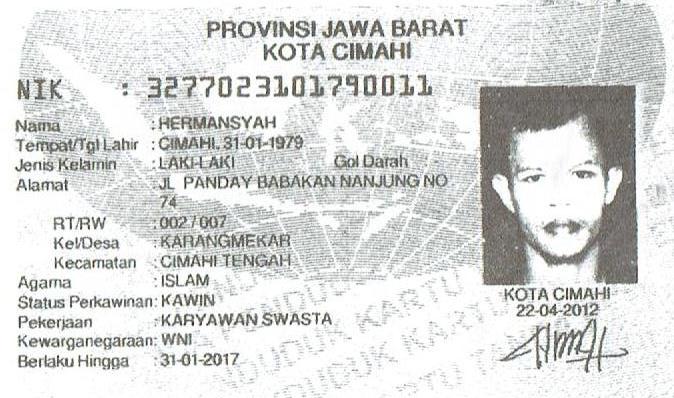 PROVINSI JAWA BARAT
KOTA CIMAHI
NIK : 3277023101790011
Nama : HERMANSYAH
Tempat/Tgl Lahir : CIMAHI, 31-01-1979
Jenis Kelamin : LAKI-LAKI Gol Darah
Alamat : JL PANDAY BABAKAN NANJUNG NO
74
RT/RW : 002 / 007
Kel/Desa : KARANGMEKAR
Kecamatan : CIMAHI TENGAH
Agama : ISLAM
Status Perkawinan: KAWIN
Pekerjaan : KARYAWAN SWASTA
Kewarganegaraan: WNI
Berlaku Hingga : 31-01-2017
KOTA CIMAHI
22-04-2012